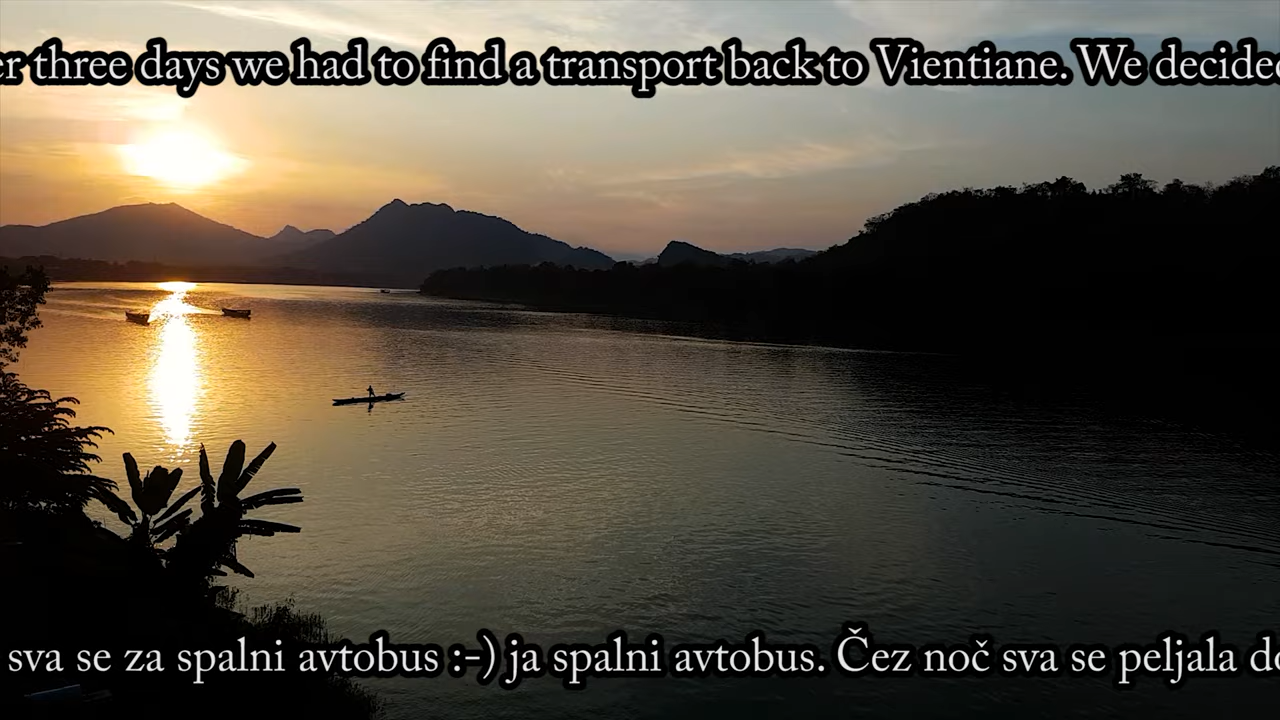 three days we had to find a transport back to Vientiane. We decided
sva se za spalni avtobus :-) ja spalni avtobus. Čez noč sva se peljala